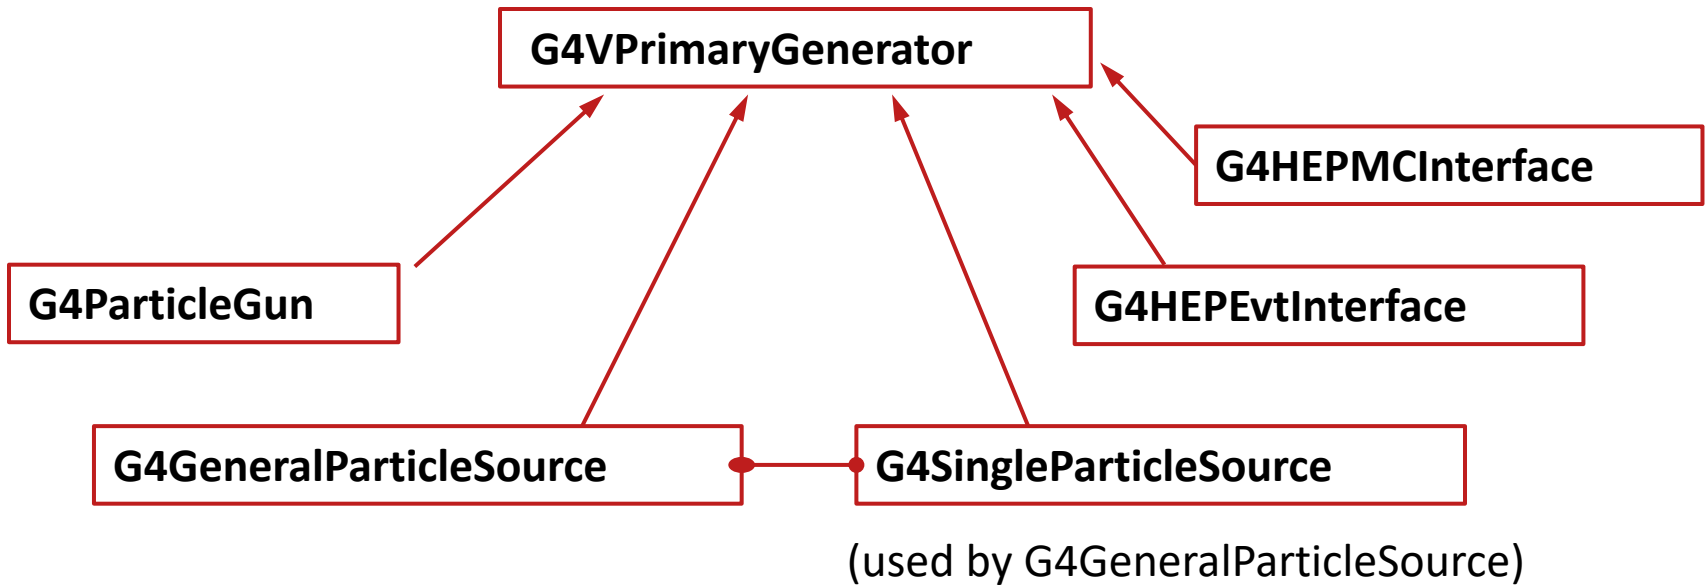 G4VPrimaryGenerator
G4HEPMCInterface
G4ParticleGun
G4HEPEvtInterface
G4GeneralParticleSource
G4SingleParticleSource
(used by G4GeneralParticleSource)